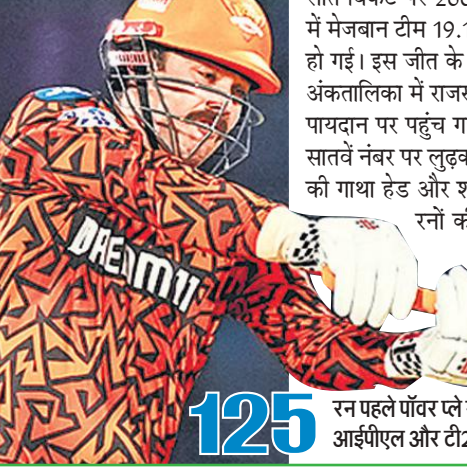 में मेजबान टीम 19.1
हो गई। इस जीत के
अंकतालिका में राजस
पायदान पर पहुंच ग
सातवें नंबर पर लुढ़क
की गाथा हेड और श
रनों की
DREAM11
125
रन पहले पॉवर प्ले
आईपीएल और टी2